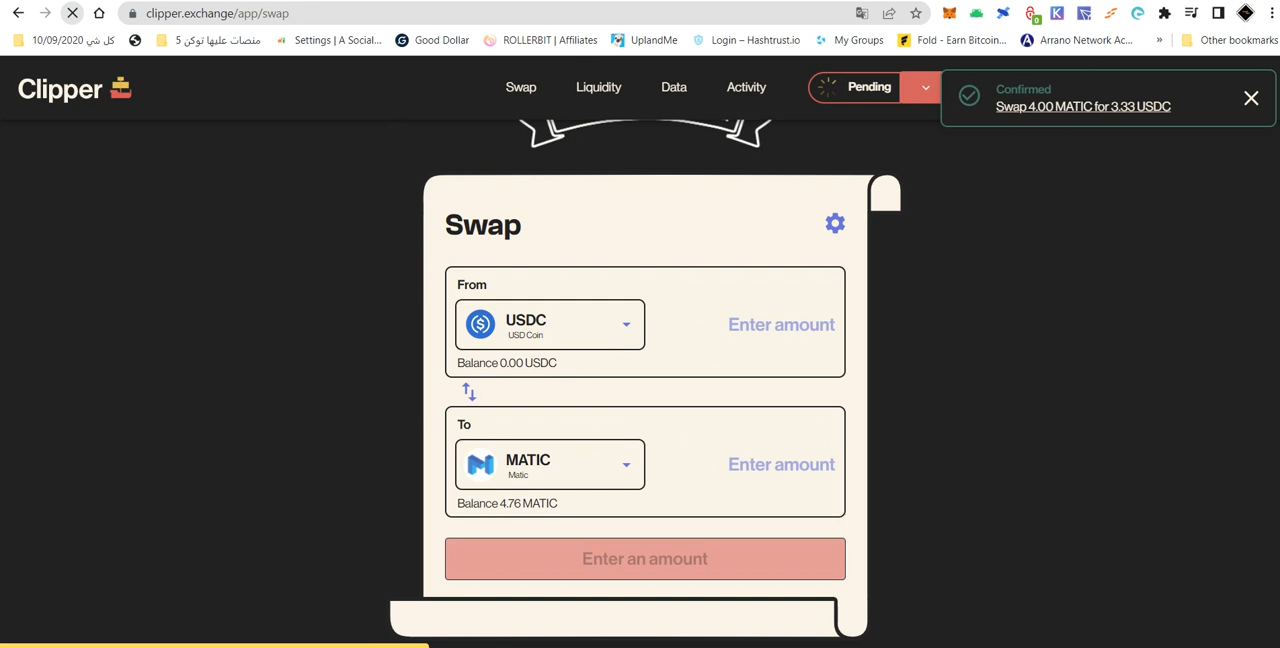 clipper.exchange/app/swap
0
10/09/2020 كل شي
منصات عليها توكن 5
Settings | A Social...
Good Dollar
ROLLERBIT | Affiliates
UplandMe
Login – Hashtrust.io
My Groups
Fold - Earn Bitcoin...
Arrano Network Ac...
»
Other bookmarks
Clipper
Swap
Liquidity
Data
Activity
Pending
Confirmed
Swap 4.00 MATIC for 3.33 USDC
Swap
From
USDC
USD Coin
Enter amount
Balance 0.00 USDC
To
MATIC
Matic
Enter amount
Balance 4.76 MATIC
Enter an amount